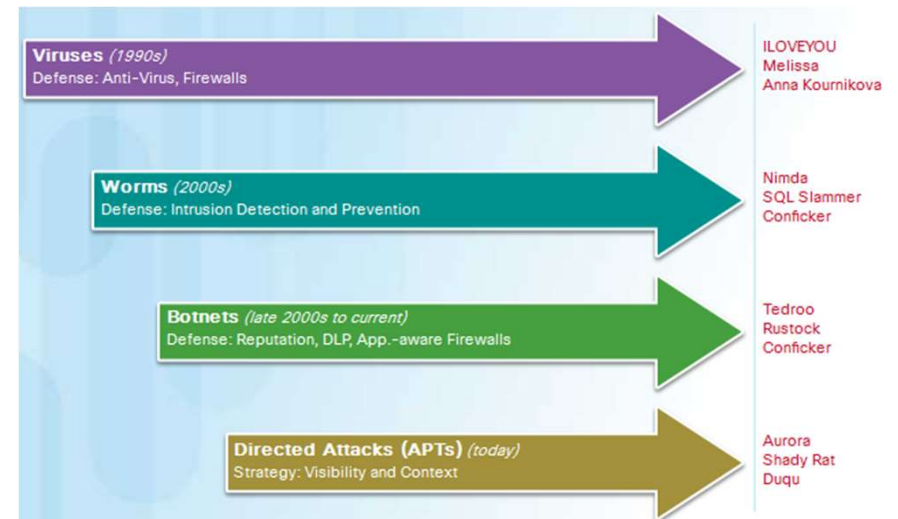 Viruses (1990s)
Defense: Anti-Virus, Firewalls
ILOVEYOU
Melissa
Anna Kournikova
Worms (2000s)
Defense: Intrusion Detection and Prevention
Nimda
SQL Slammer
Conficker
Botnets (late 2000s to current)
Defense: Reputation, DLP, App.-aware Firewalls
Tedroo
Rustock
Conficker
Directed Attacks (APTs) (today)
Strategy: Visibility and Context
Aurora
Shady Rat
Duqu